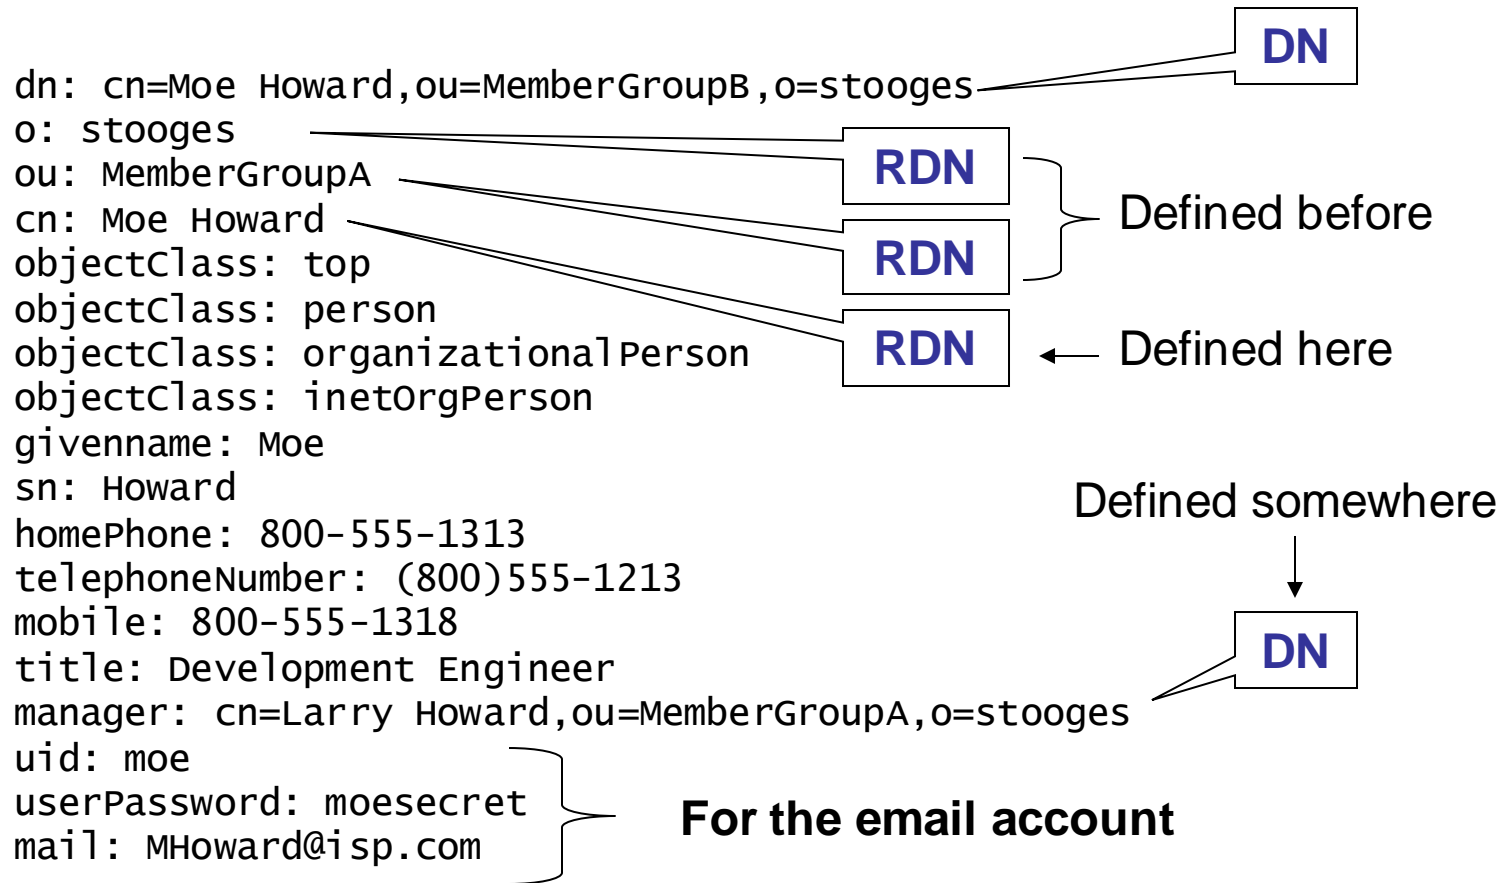 DN
dn: cn=Moe Howard,ou=MemberGroupB,o=stooges
o: stooges
RDN
ou: MemberGroupA
cn: Moe Howard
Defined before
RDN
objectClass: top
objectClass: person
objectClass: organizationalPerson
RDN
Defined here
objectClass: inetOrgPerson
givenname: Moe
sn: Howard
Defined somewhere
homePhone: 800-555-1313
telephoneNumber: (800)555-1213
mobile: 800-555-1318
title: Development Engineer
DN
manager: cn=Larry Howard,ou=MemberGroupA,o=stooges
uid: moe
userPassword: moesecret
mail: MHoward@isp.com
For the email account